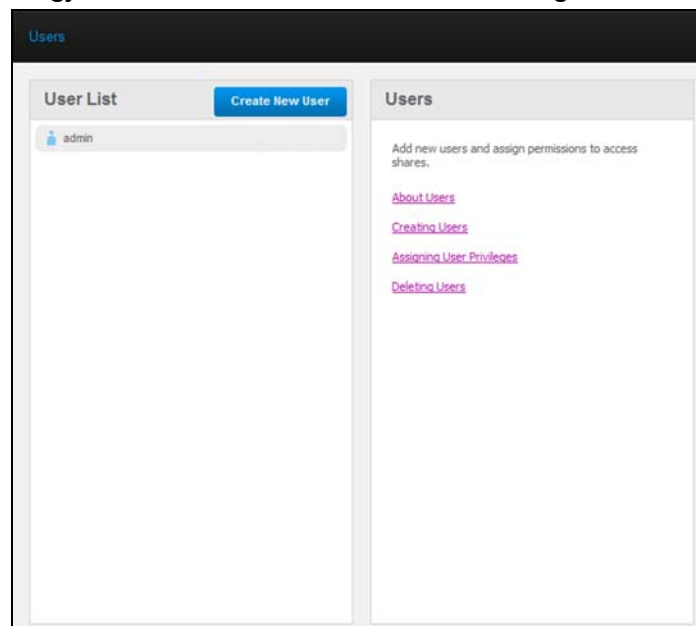 Users
User List
Create New User
admin
Users
Add new users and assign permissions to access
shares.
About Users
Creating Users
Assigning User Privileges
Deleting Users